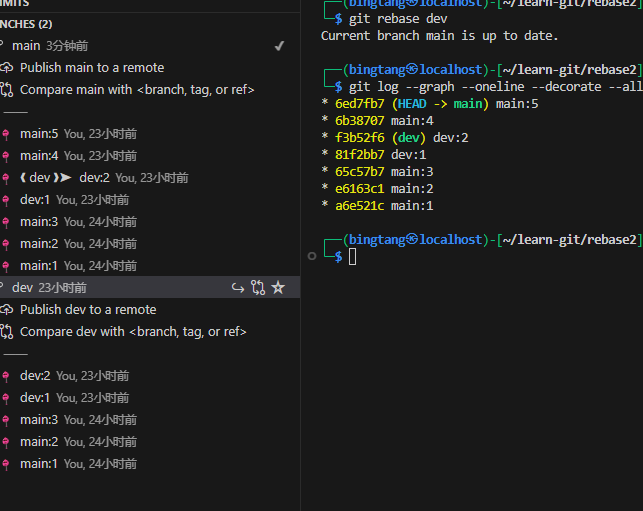 MITS
NCHES (2)
main 3分钟前 ✓
Publish main to a remote
Compare main with <branch, tag, or ref>
main:5 You, 23小时前
main:4 You, 23小时前
❰ dev ❱➤ dev:2 You, 23小时前
dev:1 You, 23小时前
main:3 You, 24小时前
main:2 You, 24小时前
main:1 You, 24小时前
dev 23小时前
Publish dev to a remote
Compare dev with <branch, tag, or ref>
dev:2 You, 23小时前
dev:1 You, 23小时前
main:3 You, 24小时前
main:2 You, 24小时前
main:1 You, 24小时前
┌──(bingtang㉿localhost)-[~/learn-git/rebase2]
└─$ git rebase dev
Current branch main is up to date.
┌──(bingtang㉿localhost)-[~/learn-git/rebase2]
└─$ git log --graph --oneline --decorate --all
* 6ed7fb7 (HEAD -> main) main:5
* 6b38707 main:4
* f3b52f6 (dev) dev:2
* 81f2bb7 dev:1
* 65c57b7 main:3
* e6163c1 main:2
* a6e521c main:1
┌──(bingtang㉿localhost)-[~/learn-git/rebase2]
└─$